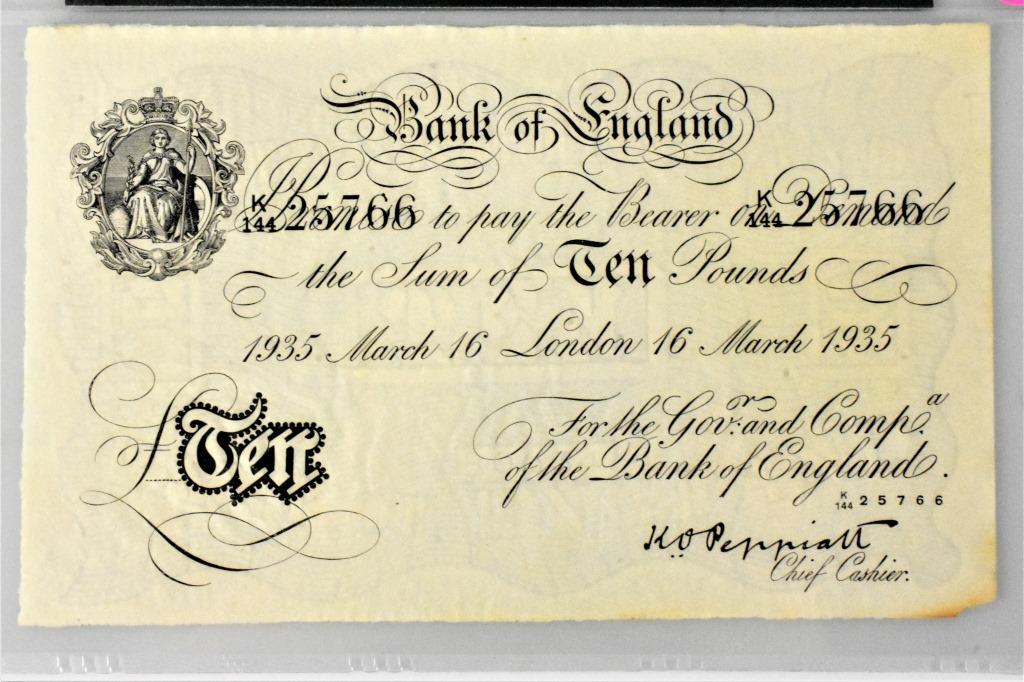 Bank of England
I Promise to pay the Bearer on Demand
K/144 25766 K/144 25766
the Sum of Ten Pounds
1935 March 16 London 16 March 1935
For the Govr. and Compa.
of the Bank of England.
£Ten
K/144 25766
K.O. Peppiatt
Chief Cashier.